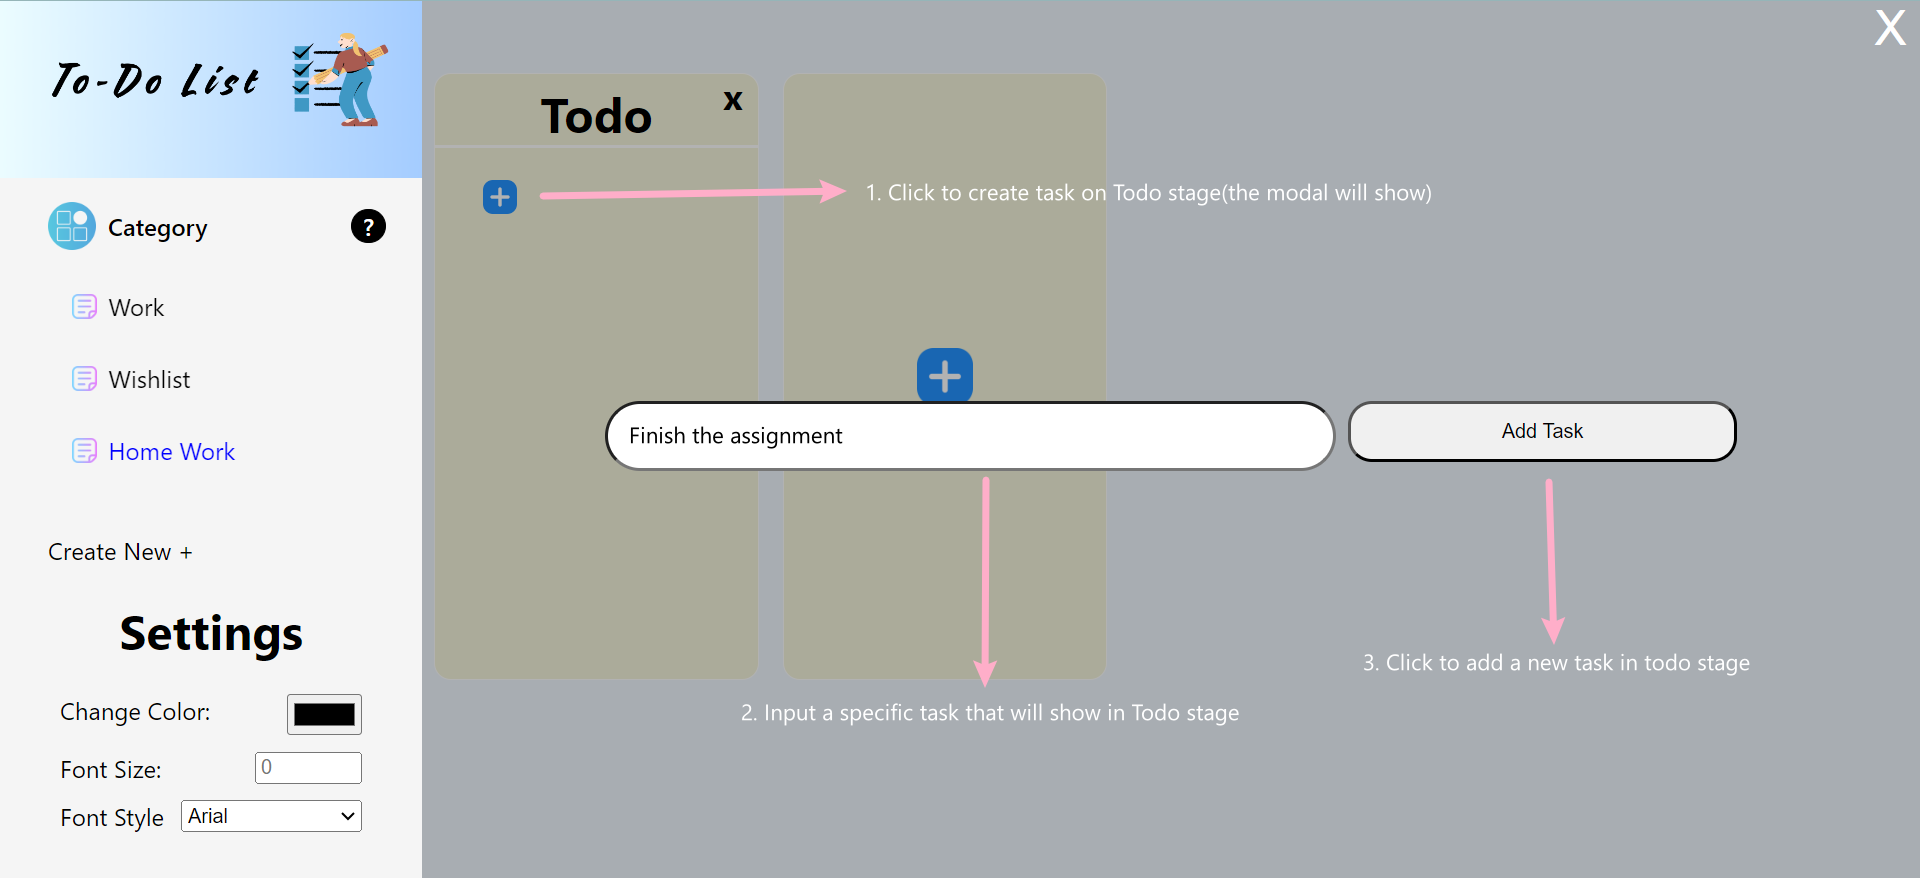 To-Do List
Category
?
Work
Wishlist
Home Work
Create New +
Settings
Change Color:
Font Size:
0
Font Style
Arial
X
Todo
x
1. Click to create task on Todo stage(the modal will show)
Finish the assignment
Add Task
2. Input a specific task that will show in Todo stage
3. Click to add a new task in todo stage